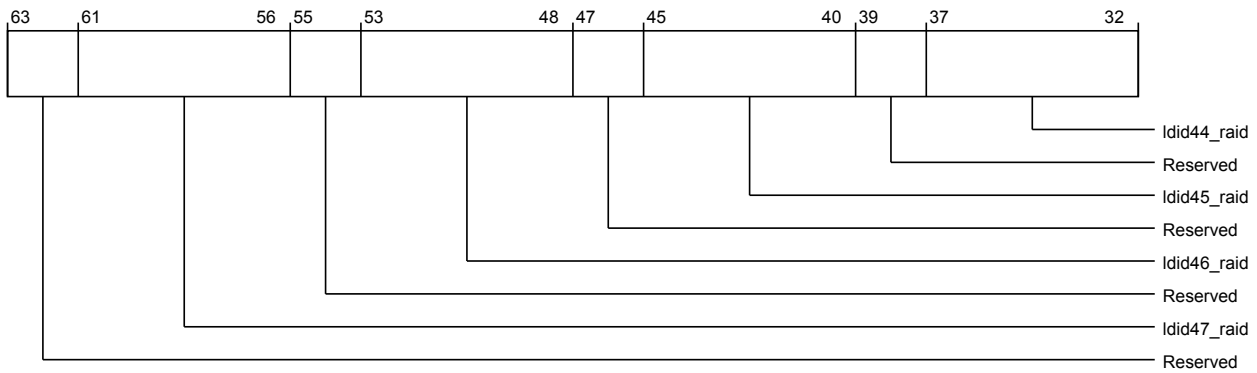 63 61 56 55 53 48 47 45 40 39 37 32
ldid44_raid
Reserved
ldid45_raid
Reserved
ldid46_raid
Reserved
ldid47_raid
Reserved